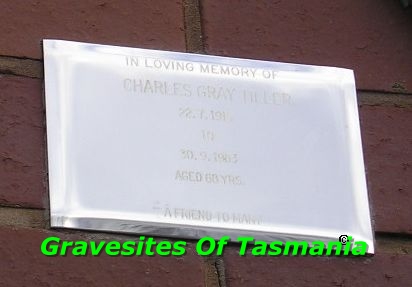 IN LOVING MEMORY OF
CHARLES GRAY TILLER
22.7.1915
TO
30.9.1983
AGED 68 YRS.
A FRIEND TO MANY
Gravesites Of Tasmania
©